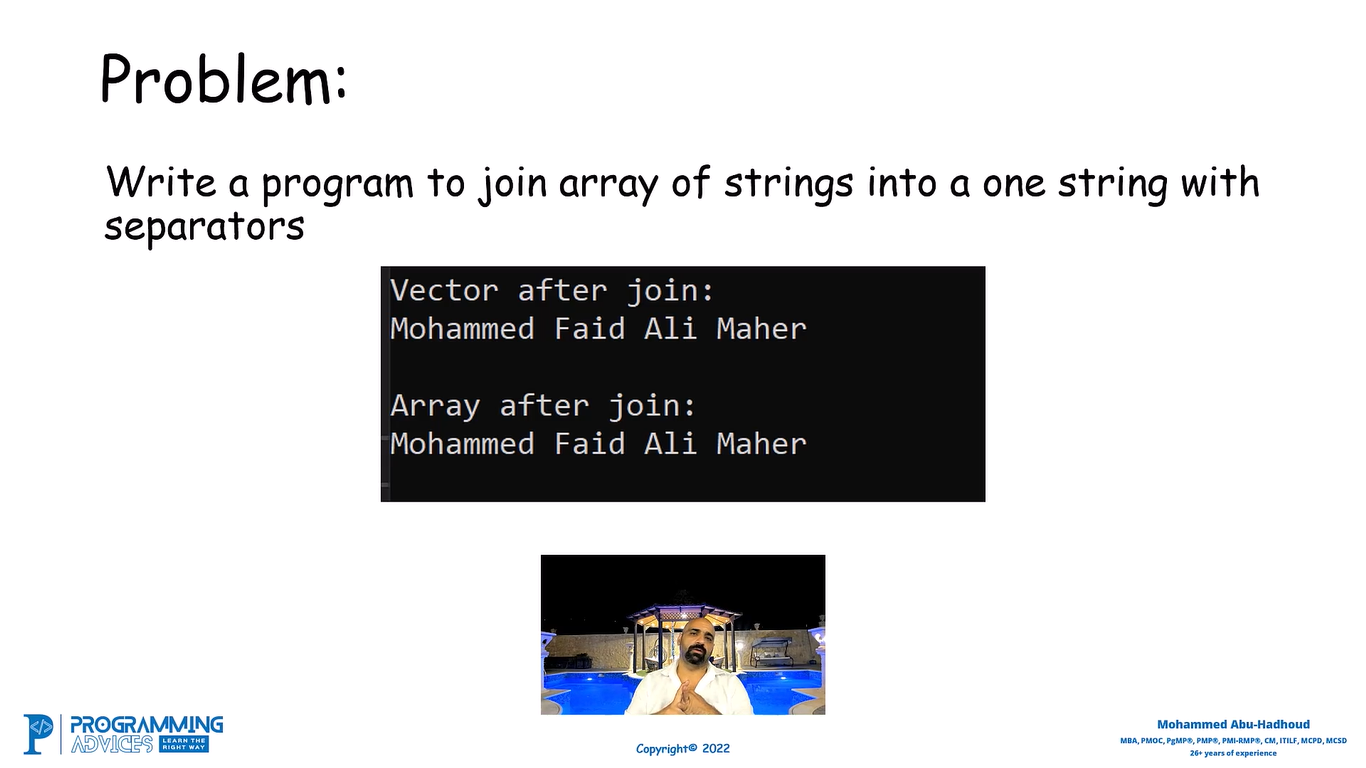 Problem:
Write a program to join array of strings into a one string with
separators
Vector after join:
Mohammed Faid Ali Maher
Array after join:
Mohammed Faid Ali Maher
PROGRAMMING
ADVICES
LEARN THE
RIGHT WAY
Copyright© 2022
Mohammed Abu-Hadhoud
MBA, PMOC, PgMP®, PMP®, PMI-RMP®, CM, ITILF, MCPD, MCSD
26+ years of experience